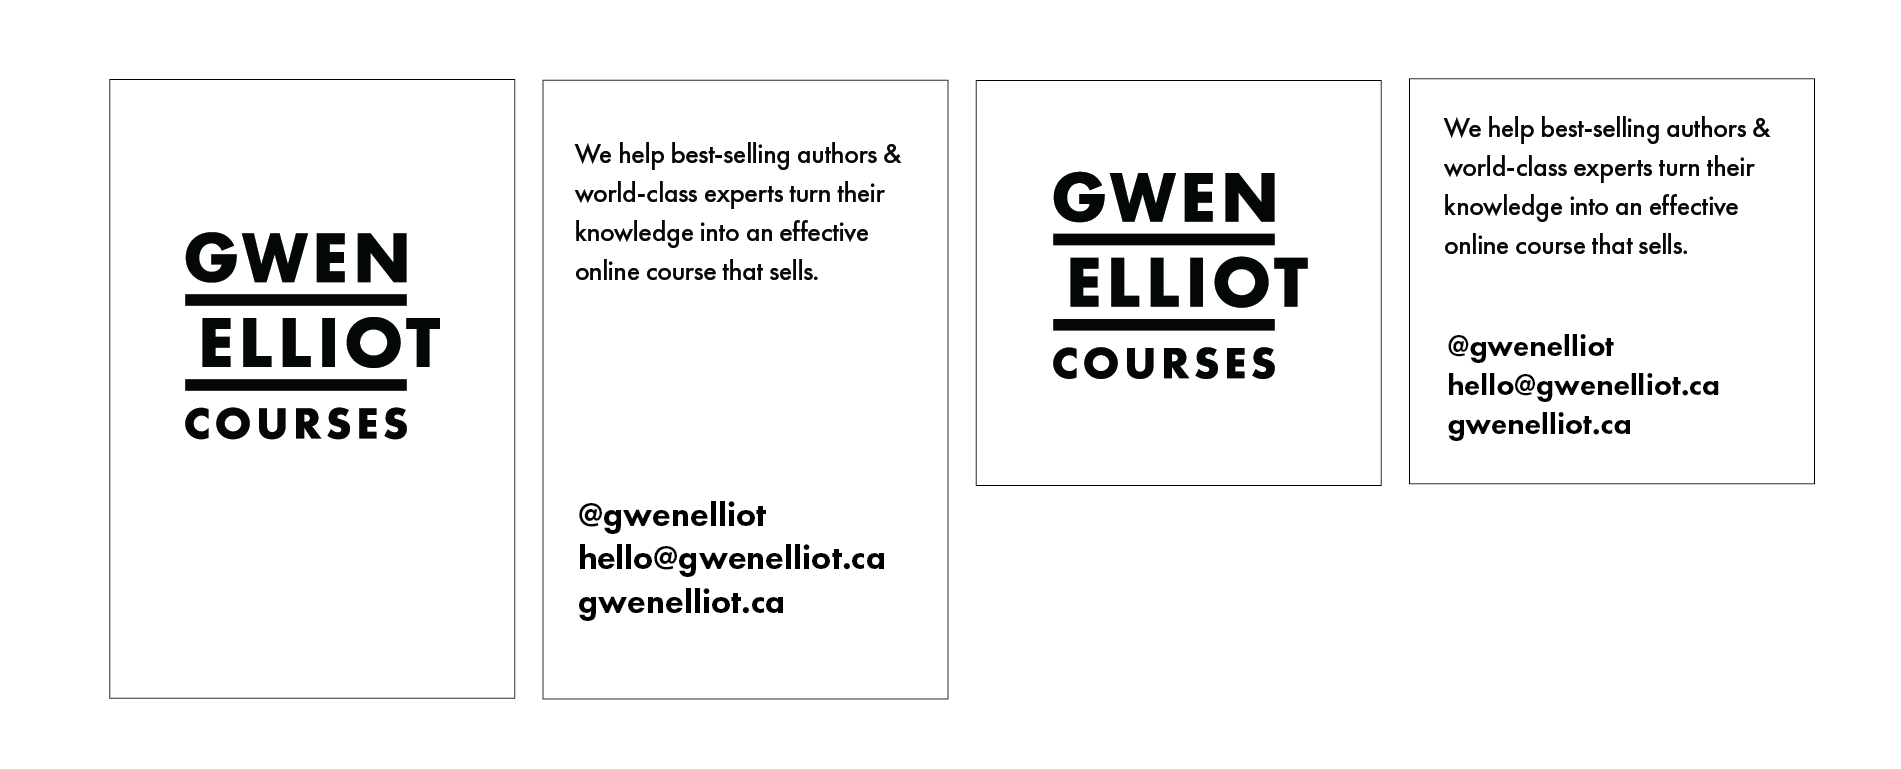 GWEN
ELLIOT
COURSES
We help best-selling authors &
world-class experts turn their
knowledge into an effective
online course that sells.
@gwenelliot
hello@gwenelliot.ca
gwenelliot.ca
GWEN
ELLIOT
COURSES
We help best-selling authors &
world-class experts turn their
knowledge into an effective
online course that sells.
@gwenelliot
hello@gwenelliot.ca
gwenelliot.ca